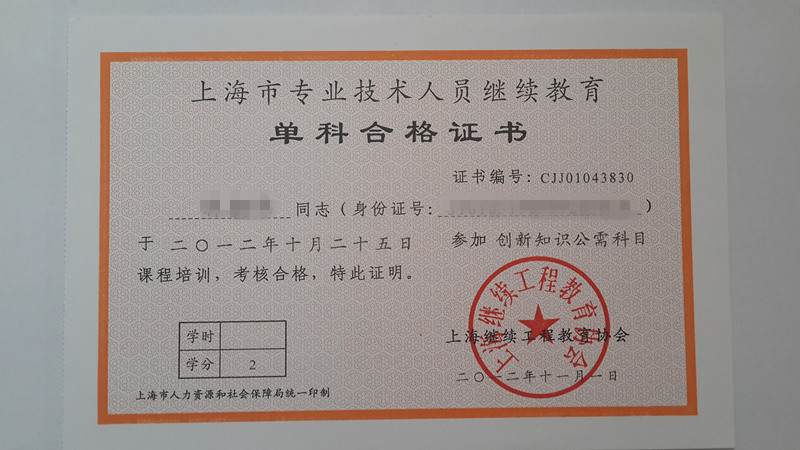 上海市专业技术人员继续教育
单科合格证书
证书编号：CJJ01043830
同志（身份证号：）
于 二〇一二年十月二十五日 参加 创新知识公需科目
课程培训，考核合格，特此证明。
学时
学分 2
上海继续工程教育协会
上海继续工程教育协会
二〇一二年十一月一日
上海市人力资源和社会保障局统一印制